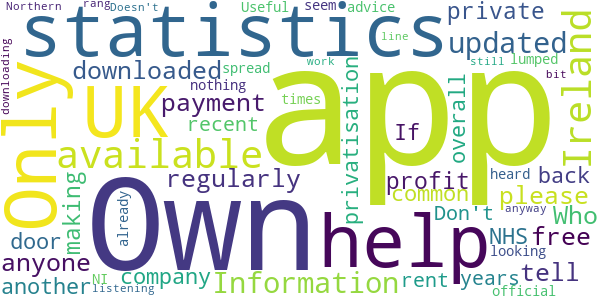 Northern rang Doesn't Useful seem advice private
statistics
line
updated
downloaded spread work still lumped
nothing
downloading
Only
UK
app
payment
times
recent
privatisation
If
overall
Ireland
available
Own
help
regularly
profit
heard back
common please
making
already
Don't anyway Who
door
NHS free
anyone
looking
company Information rent years tell
another NI
listening
official
bit